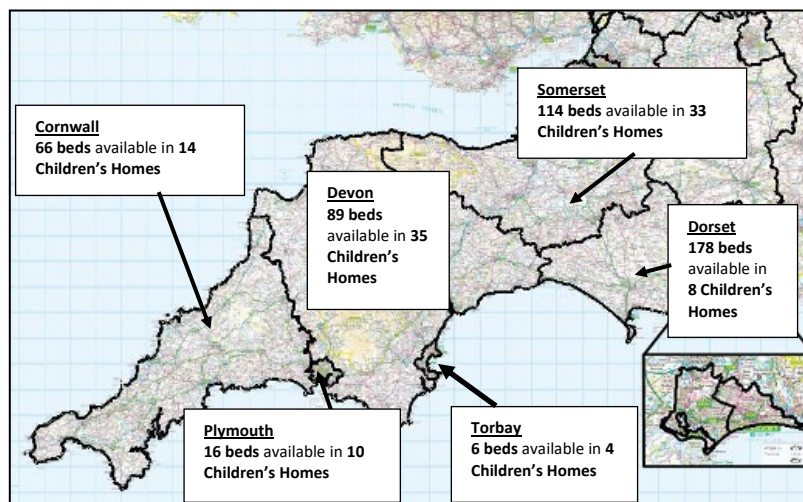 Somerset
114 beds available in 33
Children's Homes
Cornwall
66 beds available in 14
Children's Homes
Devon
89 beds
available in 35
Children's
Homes
Dorset
178 beds
available in
8 Children's
Homes
Plymouth
16 beds available in 10
Children's Homes
Torbay
6 beds available in 4
Children's Homes